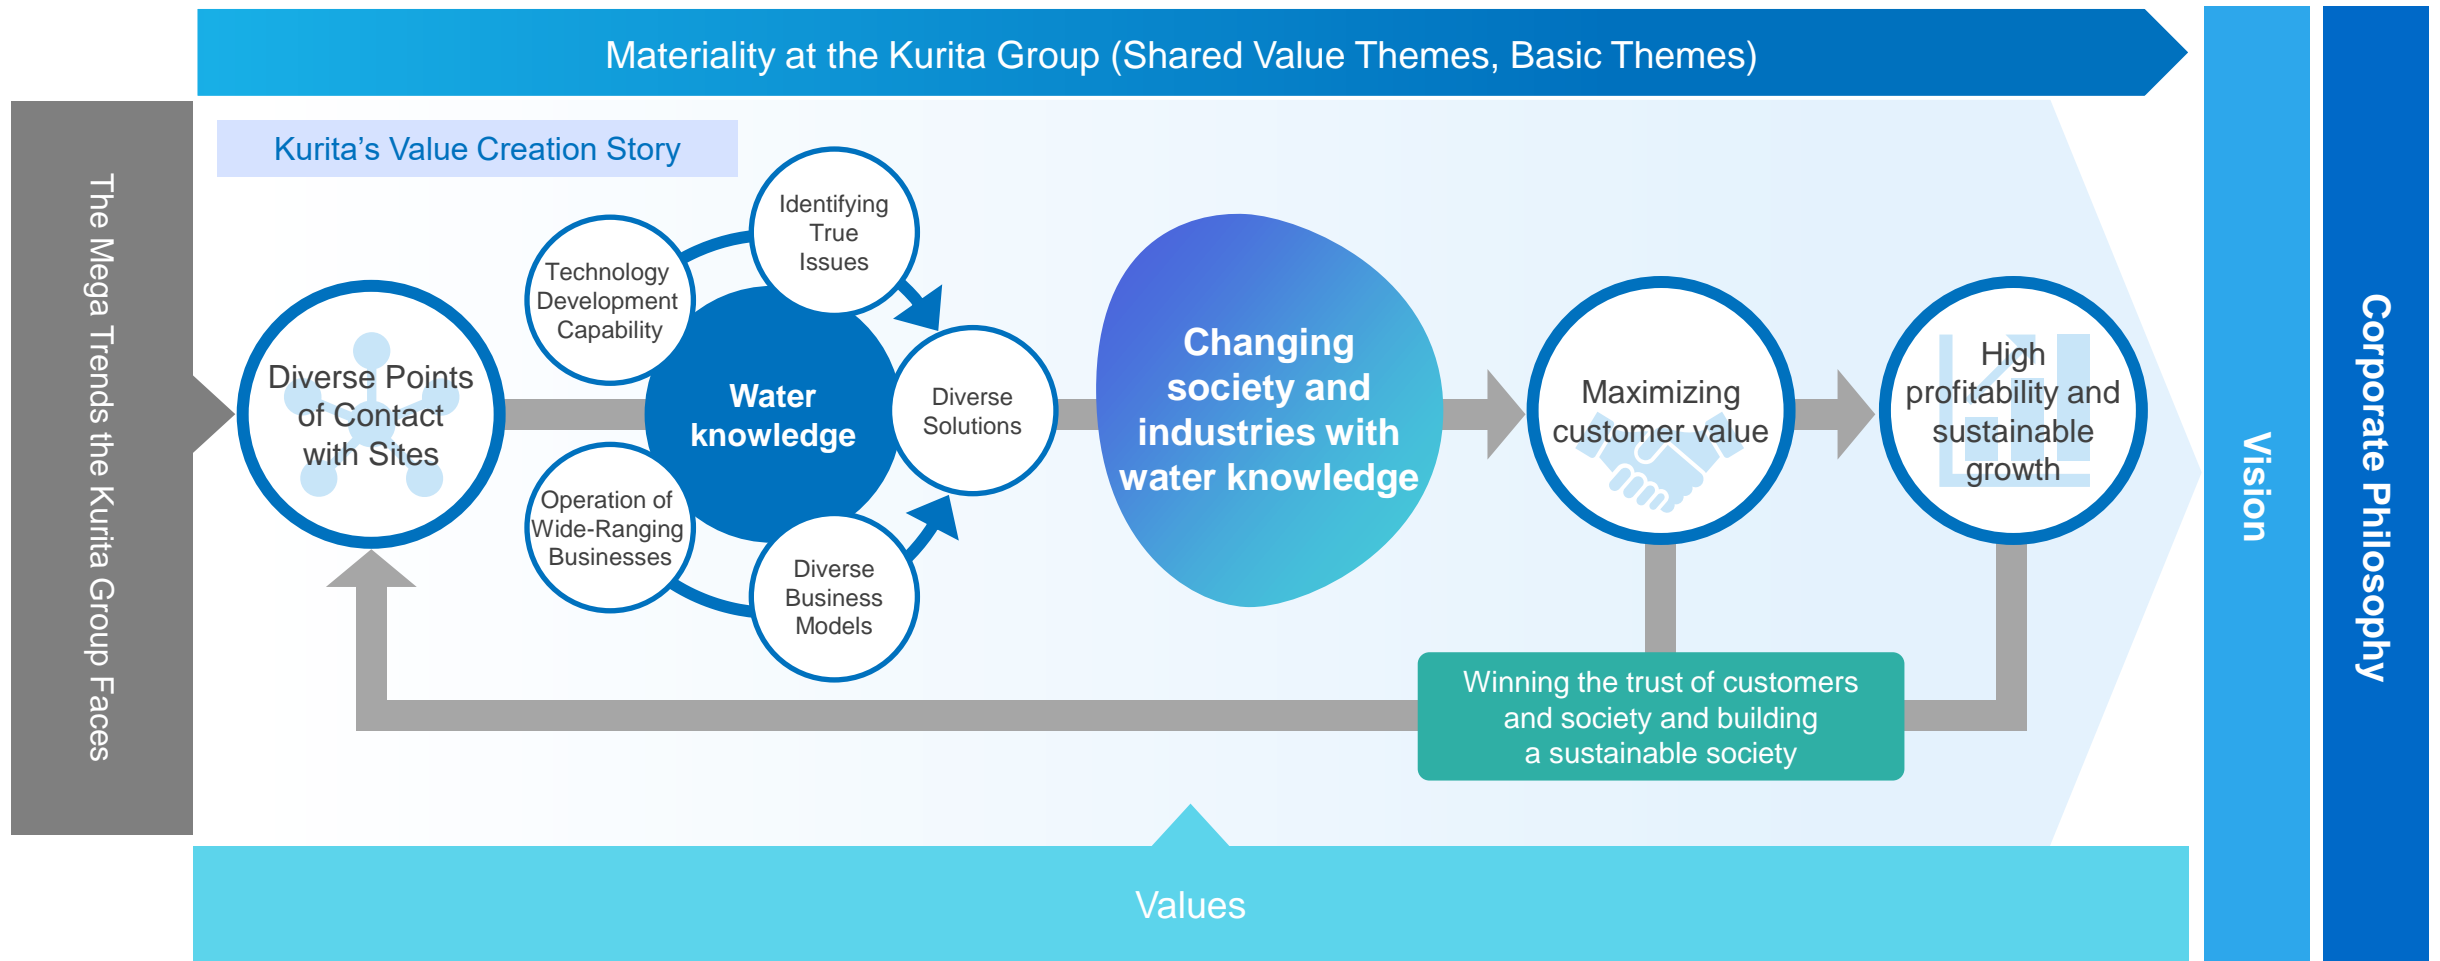 Materiality at the Kurita Group (Shared Value Themes, Basic Themes)
The Mega Trends the Kurita Group Faces
Kurita's Value Creation Story
Diverse Points
of Contact
with Sites
Technology
Development
Capability
Identifying
True
Issues
Water
knowledge
Operation of
Wide-Ranging
Businesses
Diverse
Business
Models
Diverse
Solutions
Changing
society and
industries with
water knowledge
Maximizing
customer value
High
profitability and
sustainable
growth
Winning the trust of customers
and society and building
a sustainable society
Values
Vision
Corporate Philosophy